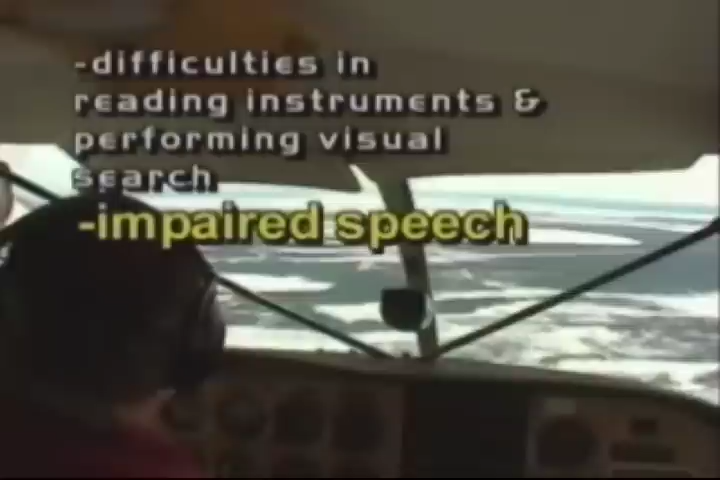 -difficulties in
reading instruments &
performing visual
search
-impaired speech